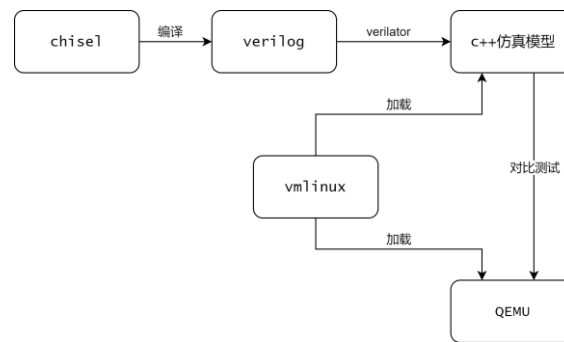 chisel
编译
verilog
verilator
c++仿真模型
加载
vmlinux
对比测试
加载
QEMU